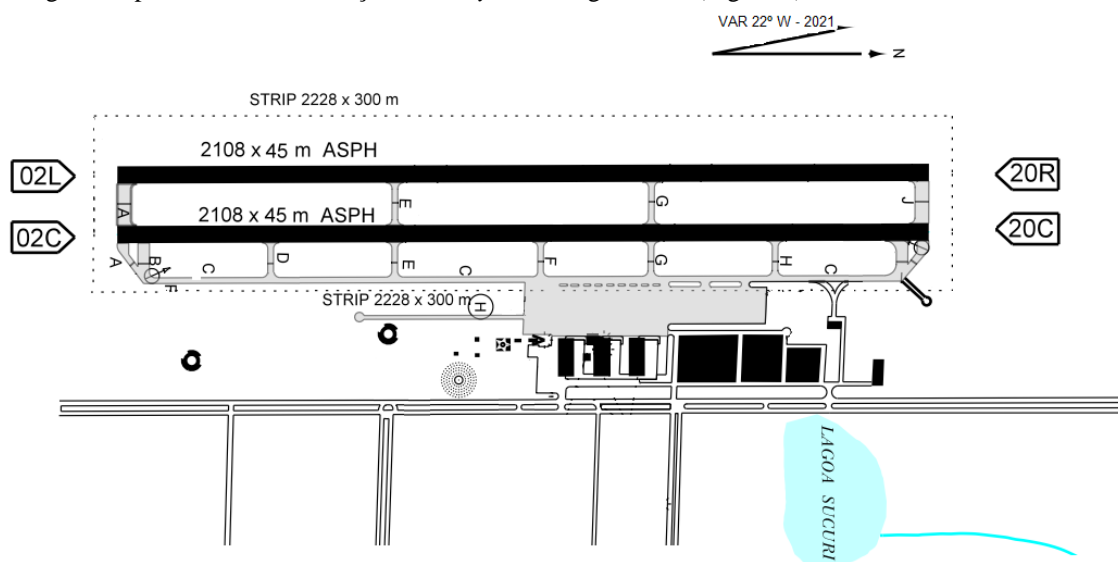 VAR 22º W - 2021
N
STRIP 2228 x 300 m
2108 x 45 m ASPH
02L
20R
A
E
G
J
2108 x 45 m ASPH
02C
20C
A
B
A
C
D
E
C
F
G
H
C
STRIP 2228 x 300 m
H
LAGOA SUCURI